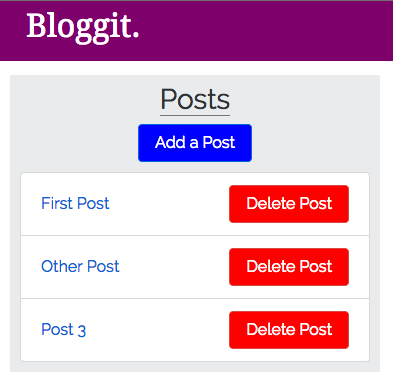 Bloggit.
Posts
Add a Post
First Post Delete Post
Other Post Delete Post
Post 3 Delete Post